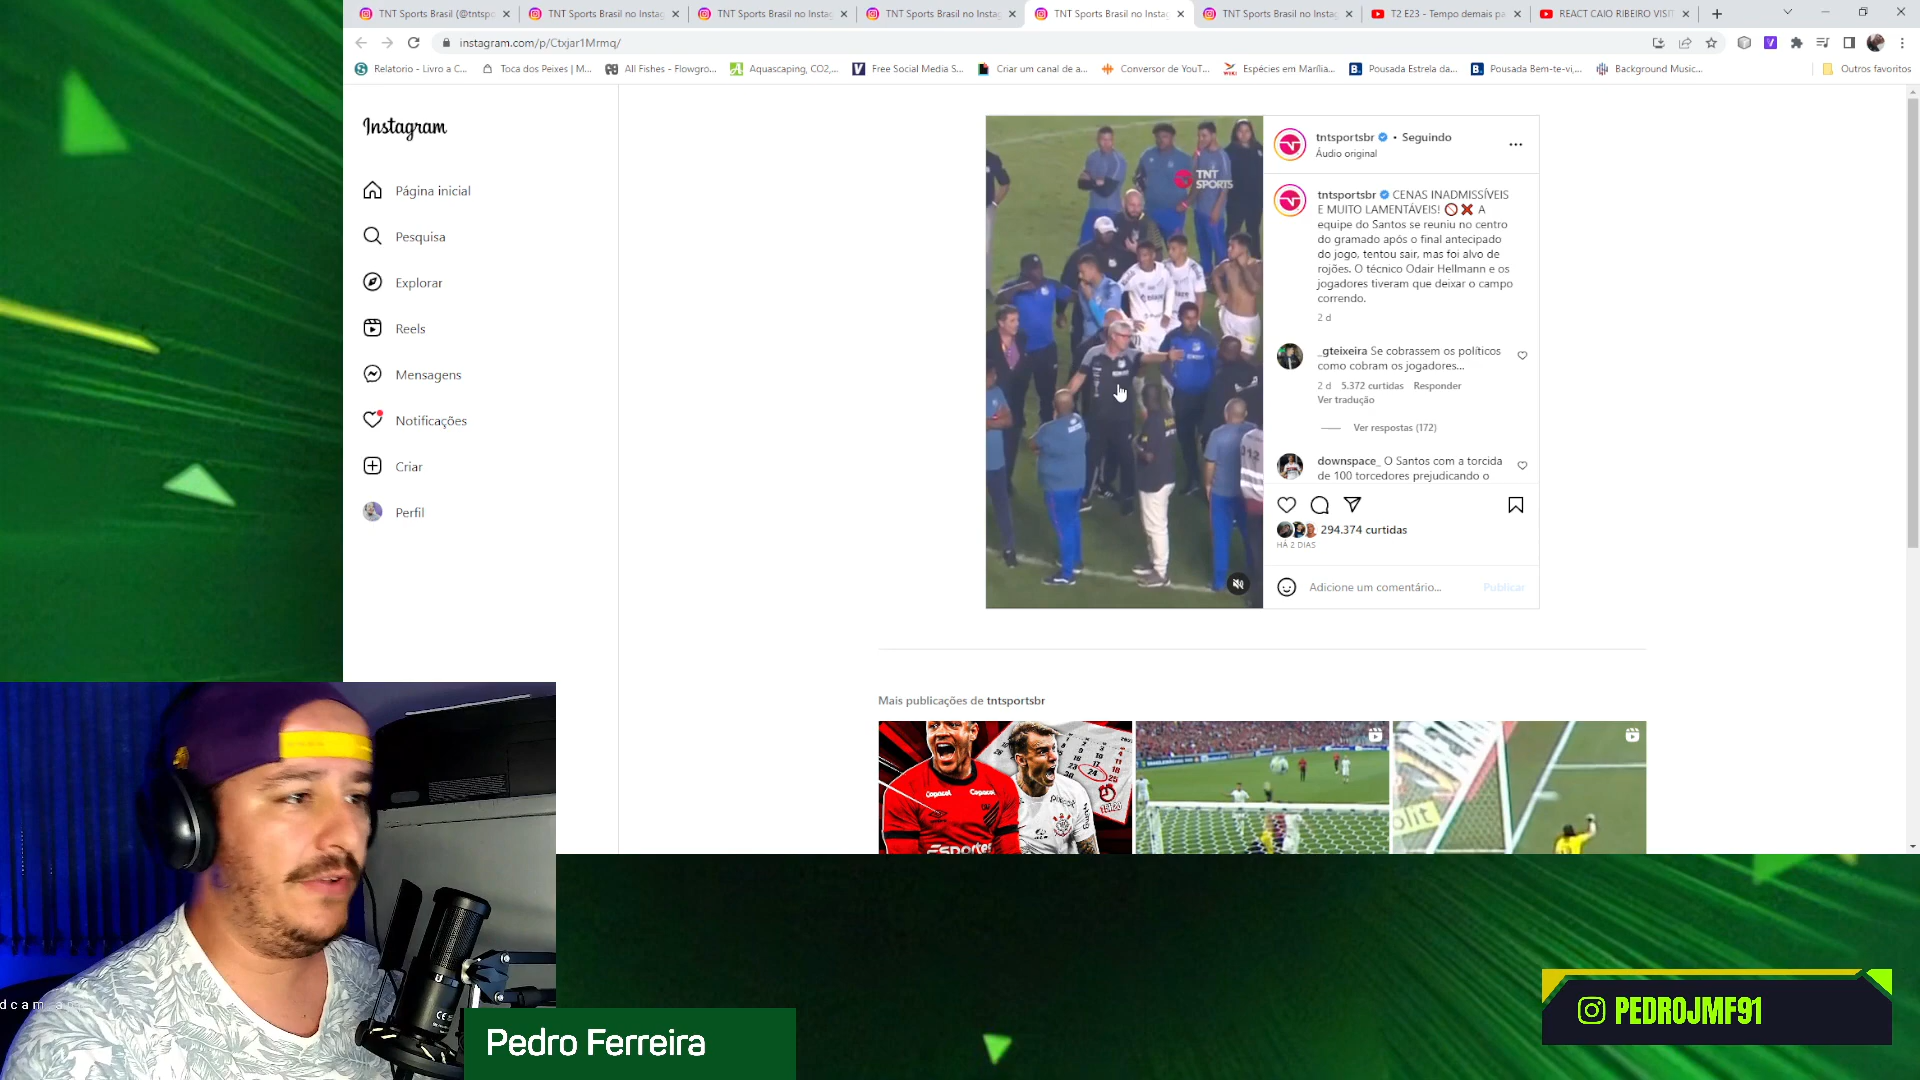 TNT Sports Brasil (@tntspo
TNT Sports Brasil no Instag
TNT Sports Brasil no Instag
TNT Sports Brasil no Instag
TNT Sports Brasil no Instag
TNT Sports Brasil no Instag
T2 E23 - Tempo demais pa
REACT CAIO RIBEIRO VISIT
instagram.com/p/Ctxjar1Mrmq/
Relatorio - Livro a C...
Toca dos Peixes | M...
All Fishes - Flowgro...
Aquascaping, CO2,...
Free Social Media S...
Criar um canal de a...
Conversor de YouT...
Espécies em Marília...
Pousada Estrela da...
Pousada Bem-te-vi,...
Background Music...
Outros favoritos
Instagram
Página inicial
Pesquisa
Explorar
Reels
Mensagens
Notificações
Criar
Perfil
TNT
SPORTS
tntsportsbr • Seguindo
Áudio original
tntsportsbr CENAS INADMISSÍVEIS
E MUITO LAMENTÁVEIS! 🚫 ❌ A
equipe do Santos se reuniu no centro
do gramado após o final antecipado
do jogo, tentou sair, mas foi alvo de
rojões. O técnico Odair Hellmann e os
jogadores tiveram que deixar o campo
correndo.
2 d
_gteixeira Se cobrassem os políticos
como cobram os jogadores...
2 d 5.372 curtidas Responder
Ver tradução
Ver respostas (172)
downspace_ O Santos com a torcida
de 100 torcedores prejudicando o
294.374 curtidas
HÁ 2 DIAS
Adicione um comentário...
Publicar
Mais publicações de tntsportsbr
Copacol
Copacol
ESPORTES
24
Pedro Ferreira
PEDROJMF91